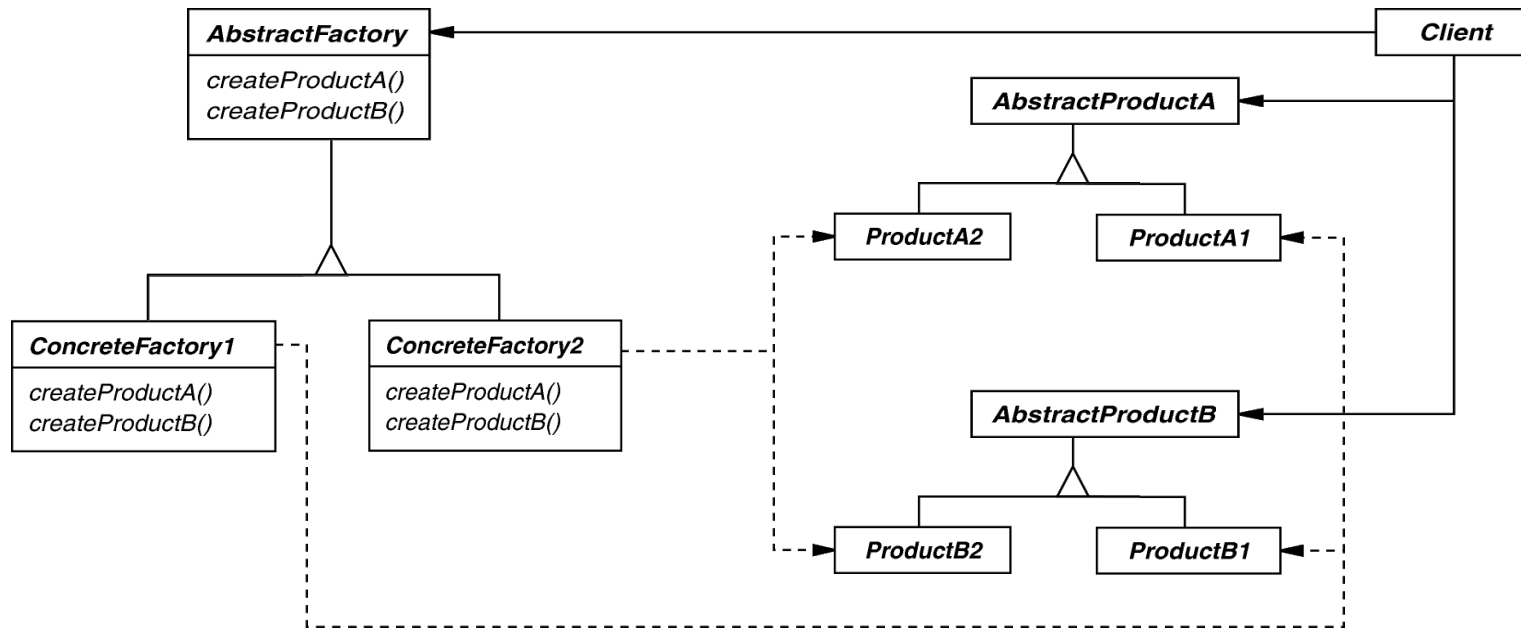 AbstractFactory
createProductA()
createProductB()
Client
AbstractProductA
ProductA2
ProductA1
ConcreteFactory1
createProductA()
createProductB()
ConcreteFactory2
createProductA()
createProductB()
AbstractProductB
ProductB2
ProductB1